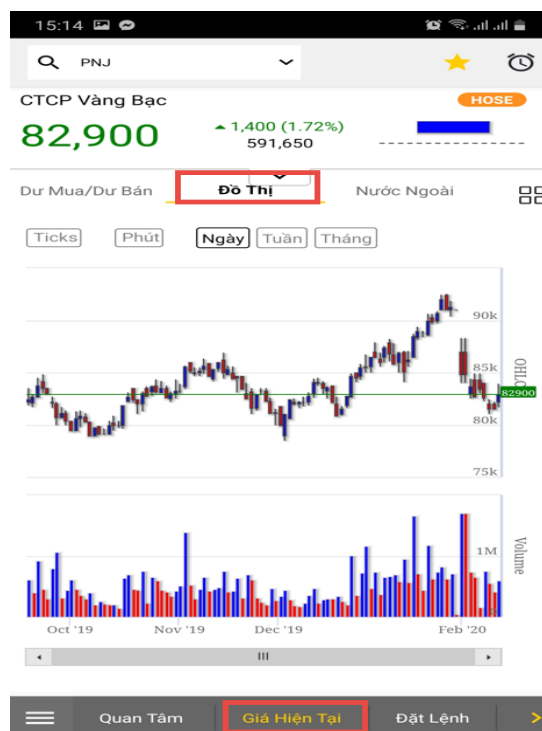 15:14
PNJ
CTCP Vàng Bạc
HOSE
82,900
1,400 (1.72%)
591,650
Dư Mua/Dư Bán
Đồ Thị
Nước Ngoài
Ticks
Phút
Ngày
Tuần
Tháng
90k
85k
82900
80k
75k
1M
Volume
Oct '19
Nov '19
Dec '19
Feb '20
Quan Tâm
Giá Hiện Tại
Đặt Lệnh